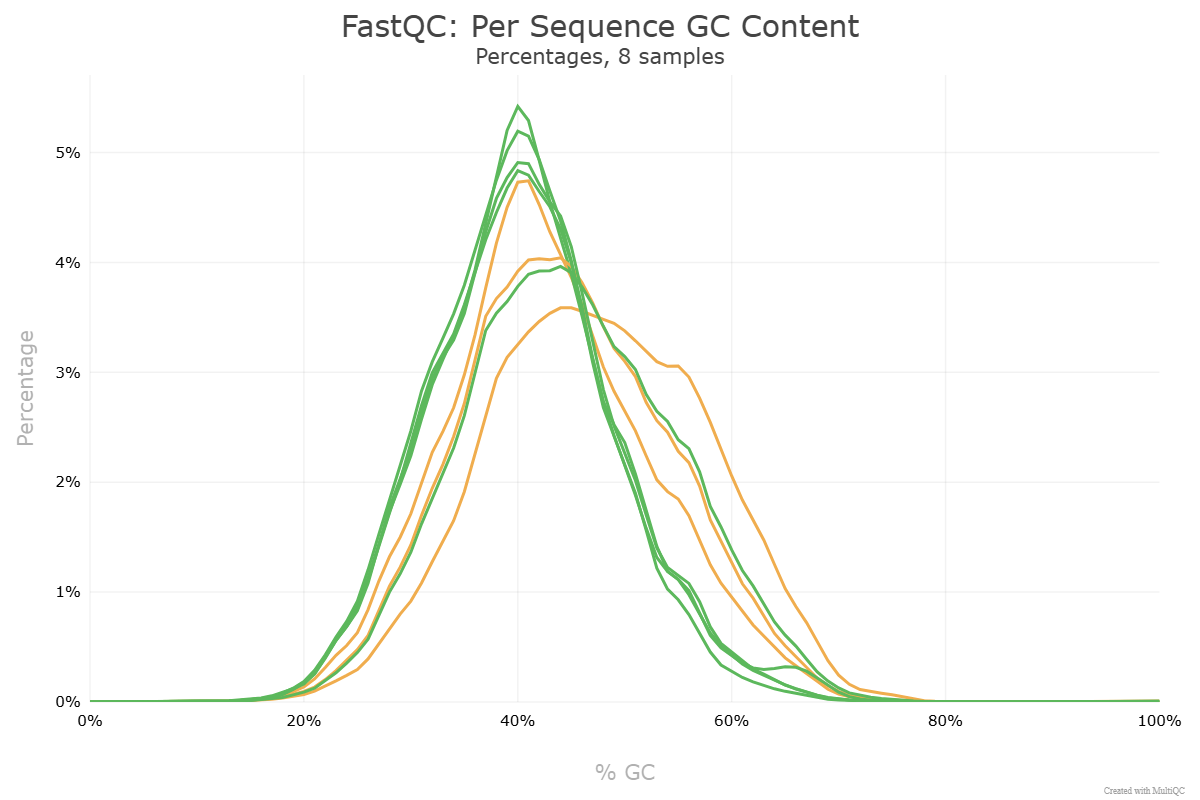 FastQC: Per Sequence GC Content
Percentages, 8 samples
5%
4%
3%
2%
1%
0%
Percentage
0%
20%
40%
60%
80%
100%
% GC
Created with MultiQC